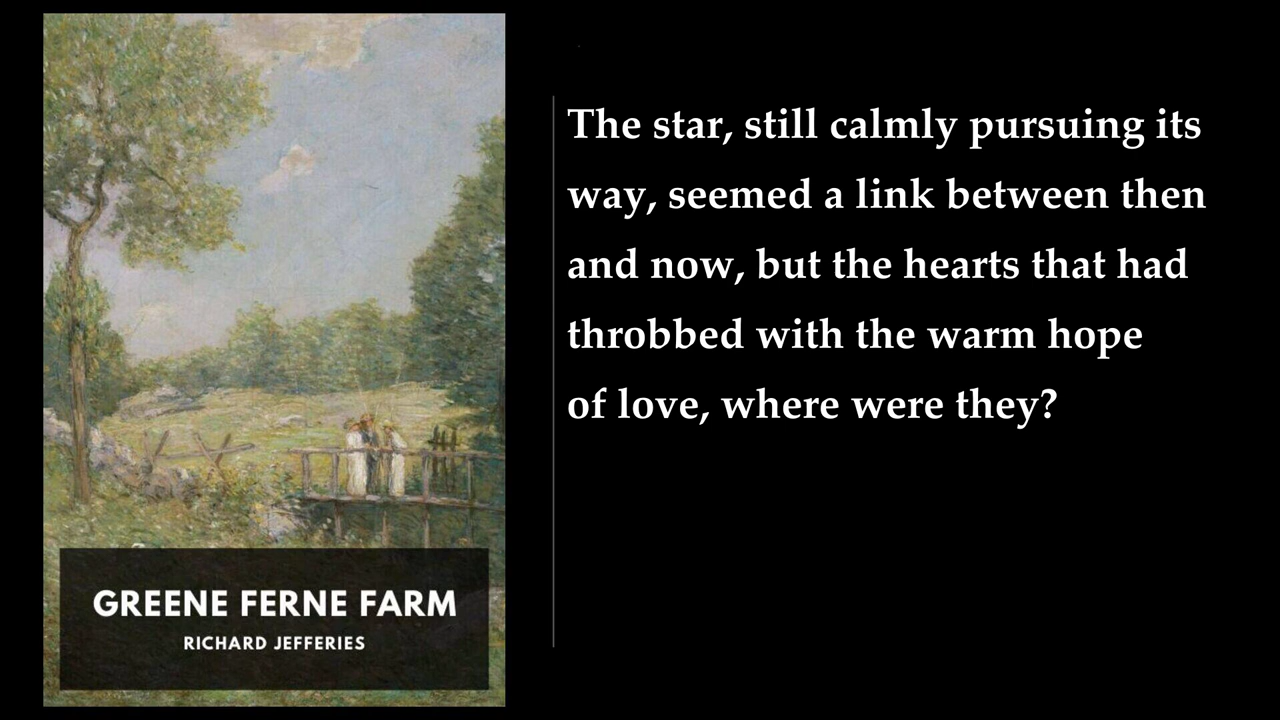 GREENE FERNE FARM
RICHARD JEFFERIES
The star, still calmly pursuing its
way, seemed a link between then
and now, but the hearts that had
throbbed with the warm hope
of love, where were they?